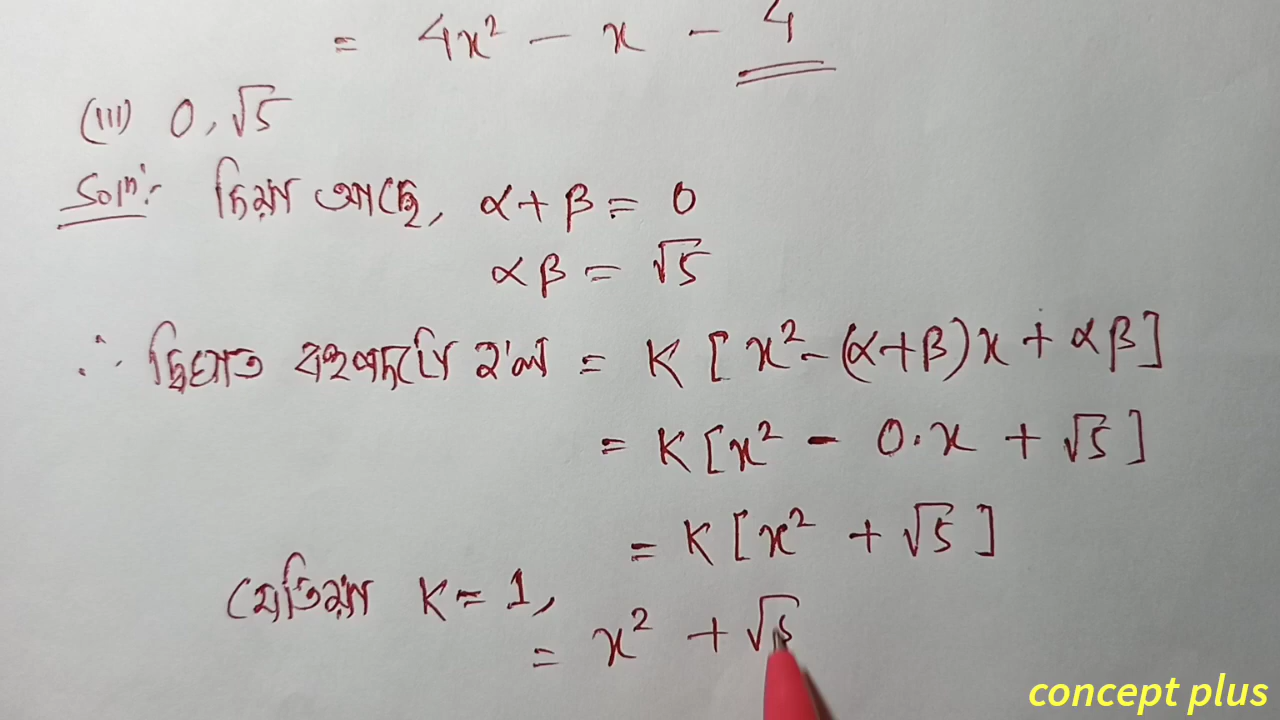 = 4x² - x - 4
(iii) 0, √5
Solnː- দিয়া আছে, α + β = 0
αβ = √5
∴ দ্বিঘাত বহুপদটো হ'ল = K [ x² - (α+β)x + αβ ]
= K [ x² - 0.x + √5 ]
= K [ x² + √5 ]
যেতিয়া K = 1,
= x² + √5
concept plus